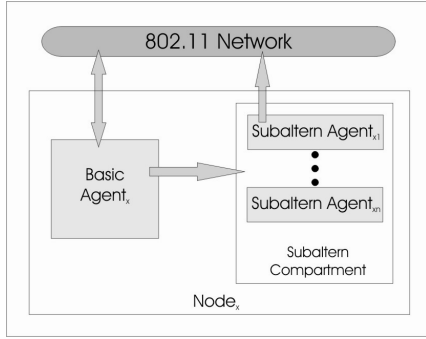 802.11 Network
Basic
Agentₓ
Subaltern Agentₓ₁
Subaltern Agentₓₙ
Subaltern
Compartment
Nodeₓ